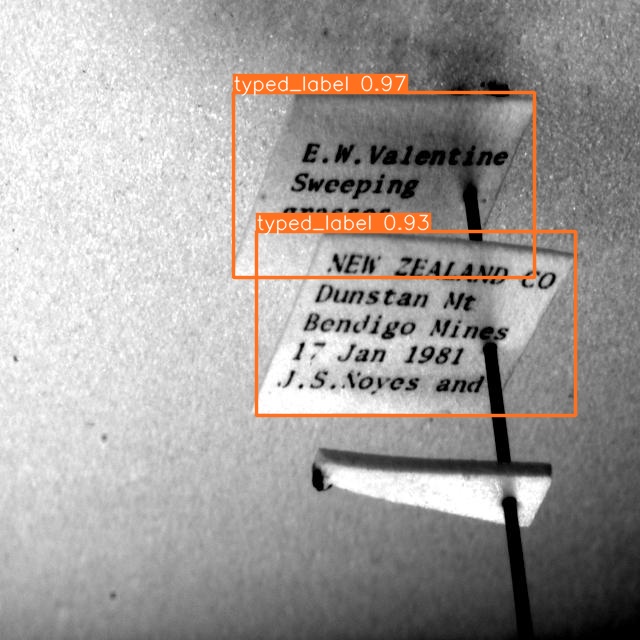 typed_label 0.97
E.W.Valentine
Sweeping
grasses
typed_label 0.93
NEW ZEALAND CO
Dunstan Mt
Bendigo Mines
17 Jan 1981
J.S.Noyes and